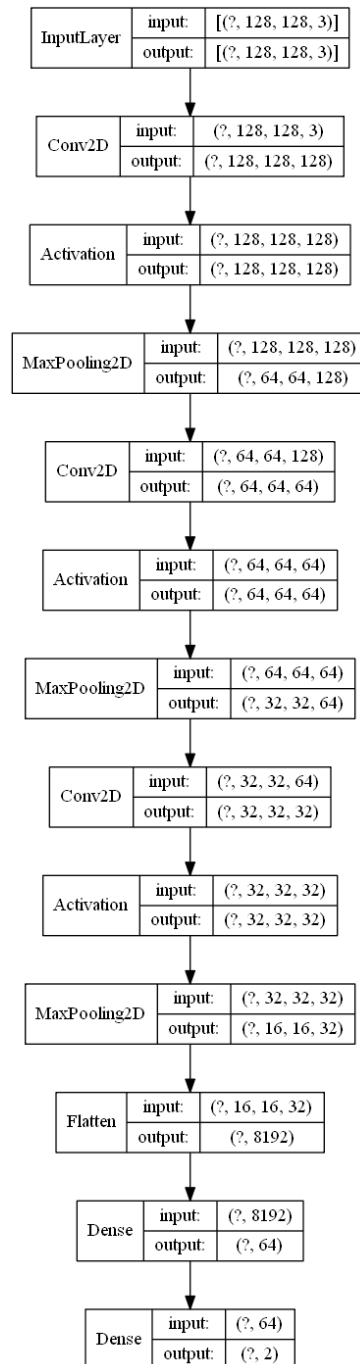 InputLayer
input: [(?, 128, 128, 3)]
output: [(?, 128, 128, 3)]
Conv2D
input: (?, 128, 128, 3)
output: (?, 128, 128, 128)
Activation
input: (?, 128, 128, 128)
output: (?, 128, 128, 128)
MaxPooling2D
input: (?, 128, 128, 128)
output: (?, 64, 64, 128)
Conv2D
input: (?, 64, 64, 128)
output: (?, 64, 64, 64)
Activation
input: (?, 64, 64, 64)
output: (?, 64, 64, 64)
MaxPooling2D
input: (?, 64, 64, 64)
output: (?, 32, 32, 64)
Conv2D
input: (?, 32, 32, 64)
output: (?, 32, 32, 32)
Activation
input: (?, 32, 32, 32)
output: (?, 32, 32, 32)
MaxPooling2D
input: (?, 32, 32, 32)
output: (?, 16, 16, 32)
Flatten
input: (?, 16, 16, 32)
output: (?, 8192)
Dense
input: (?, 8192)
output: (?, 64)
Dense
input: (?, 64)
output: (?, 2)